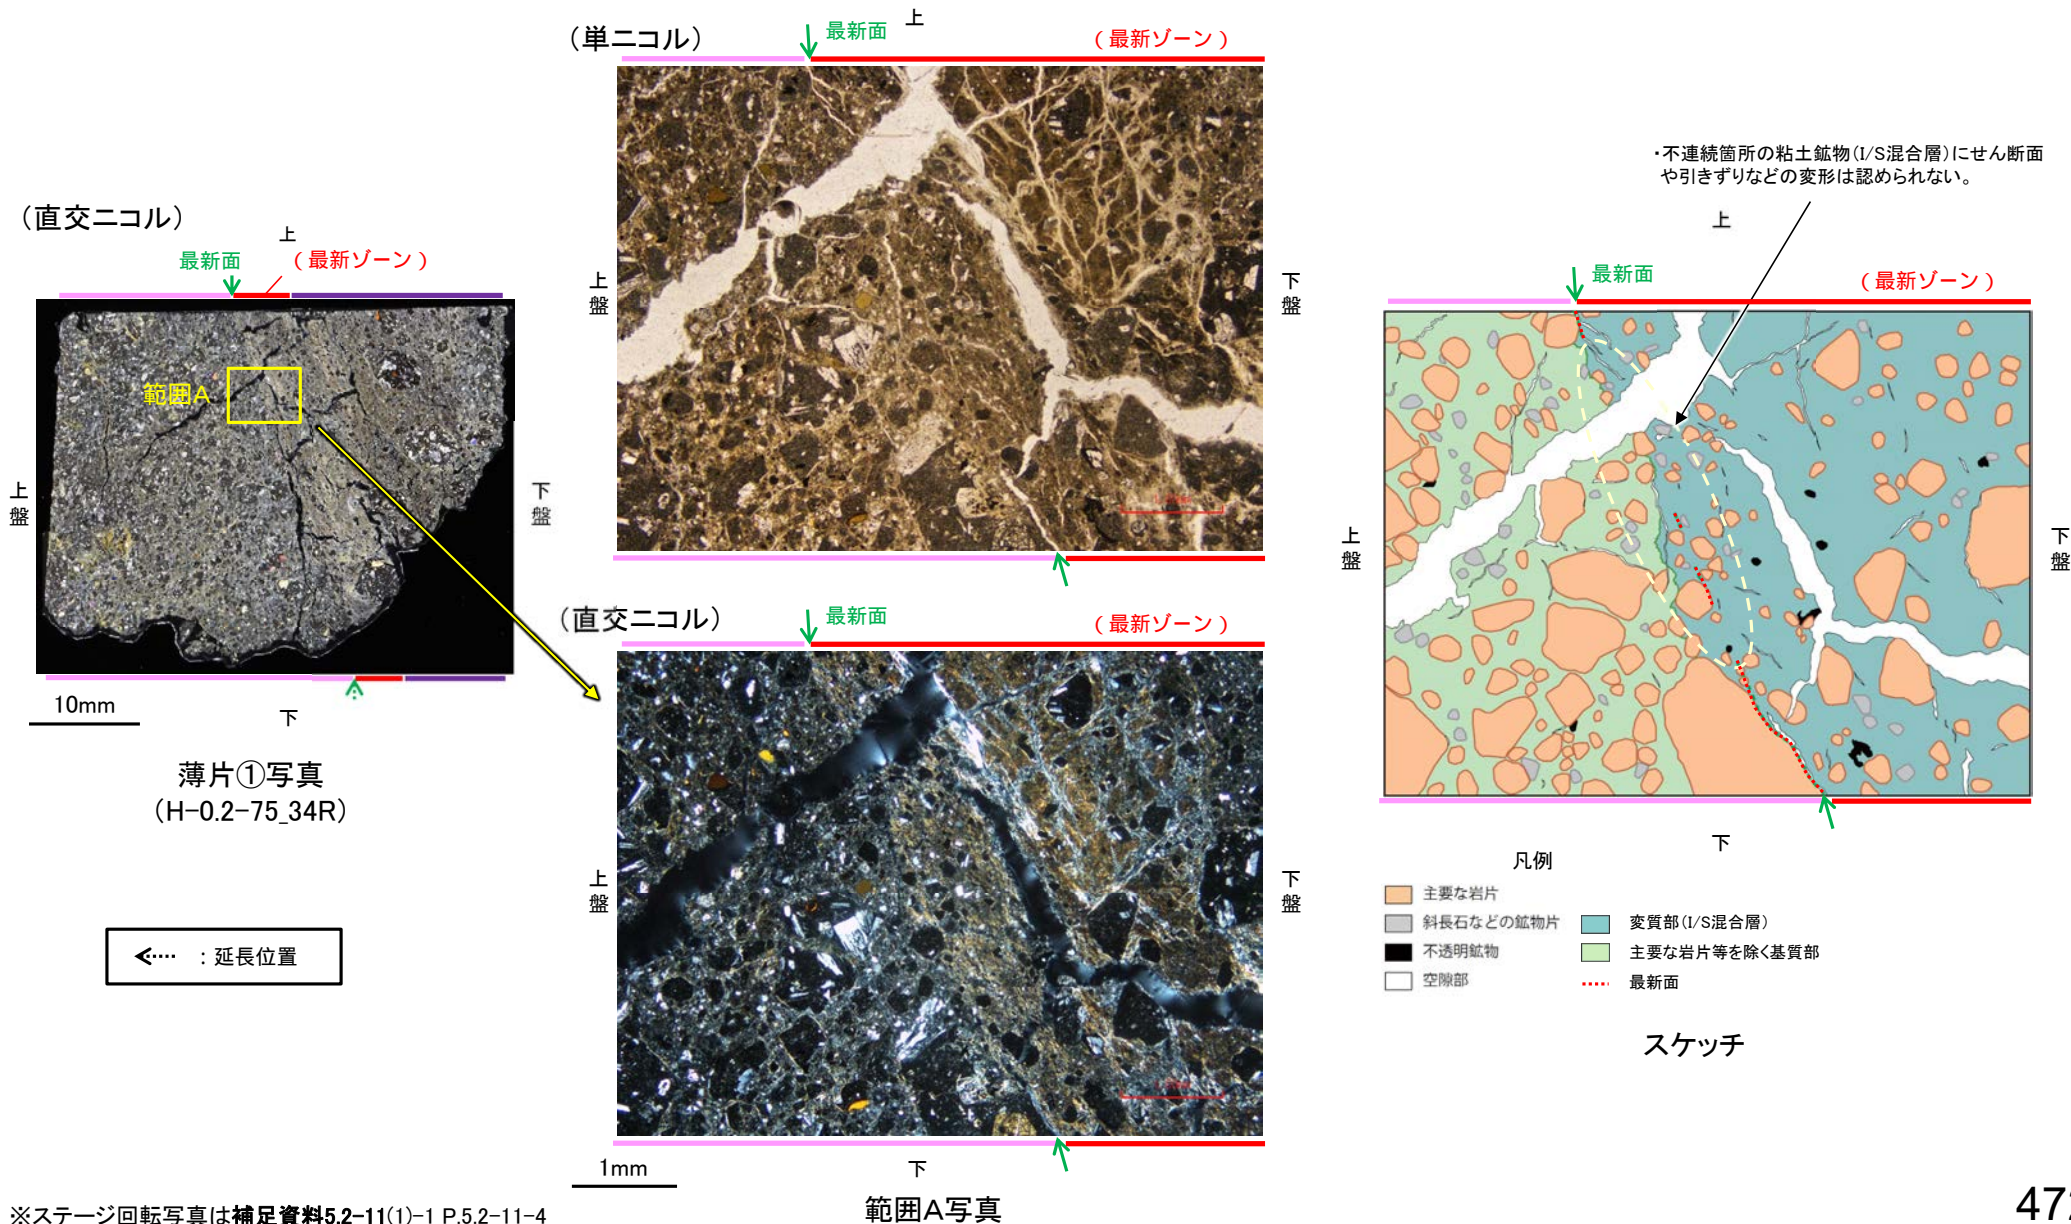 （単ニコル）
最新面
上
（最新ゾーン）
上盤
下盤
（直交ニコル）
上
最新面
（最新ゾーン）
範囲A
上盤
下盤
10mm
下
薄片①写真
（H-0.2-75_34R）
：延長位置
（直交ニコル）
最新面
（最新ゾーン）
上盤
下盤
1mm
下
範囲A写真
・不連続箇所の粘土鉱物（I/S混合層）にせん断面
や引きずりなどの変形は認められない。
上
最新面
（最新ゾーン）
上盤
下盤
下
凡例
主要な岩片
斜長石などの鉱物片
不透明鉱物
空隙部
変質部（I/S混合層）
主要な岩片等を除く基質部
最新面
スケッチ
※ステージ回転写真は補足資料5.2-11(1)-1 P.5.2-11-4